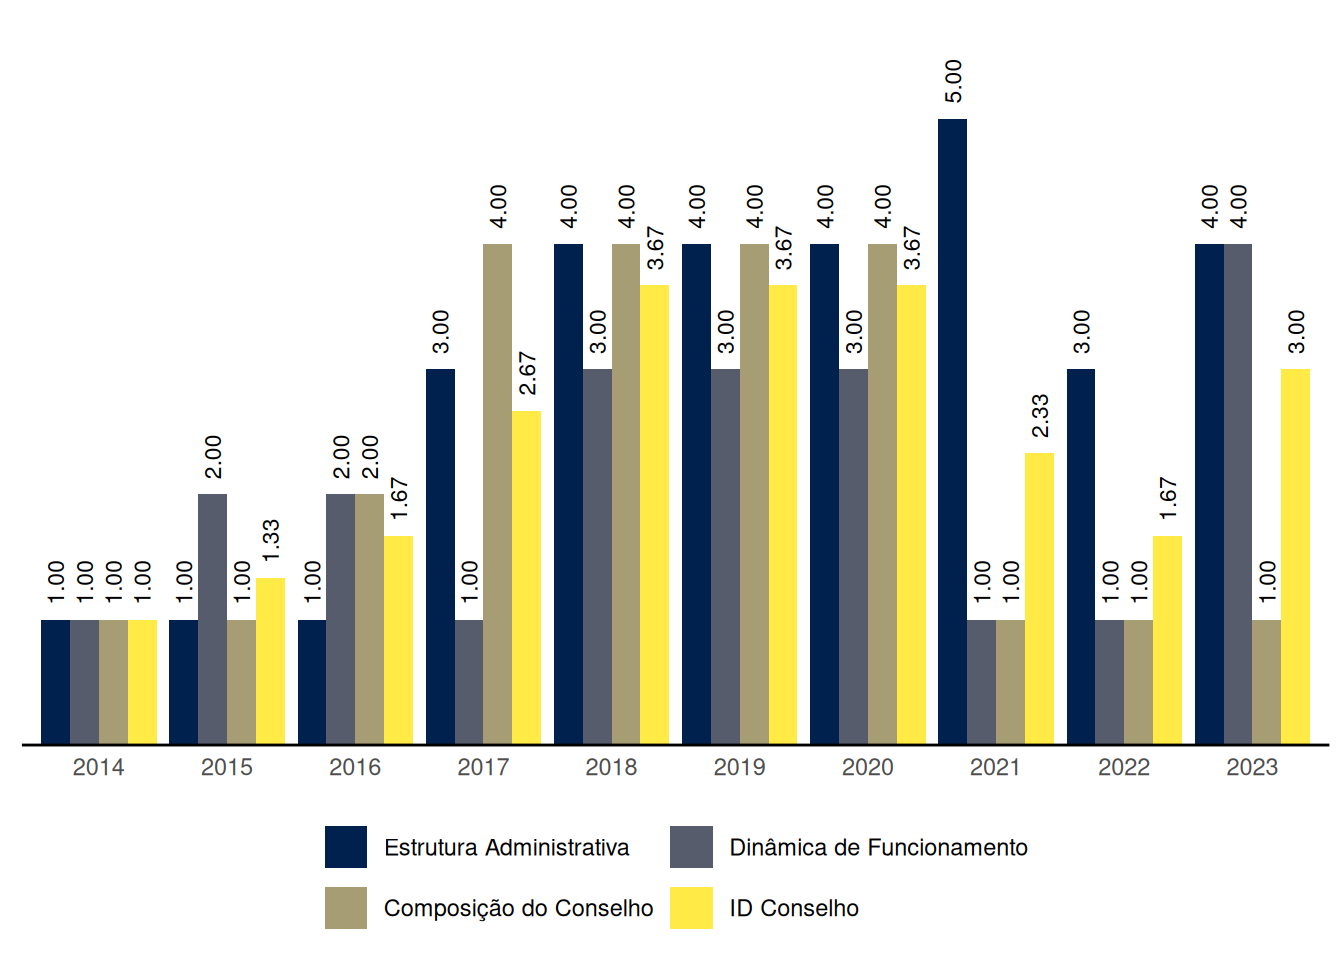 5.00
4.00 4.00 4.00 4.00 4.00 4.00 4.00 4.00 4.00
3.67 3.67 3.67
3.00 3.00 3.00 3.00 3.00 3.00
2.67
2.33
2.00 2.00 2.00
1.67 1.67
1.33
1.00 1.00 1.00 1.00 1.00 1.00 1.00 1.00 1.00 1.00 1.00 1.00 1.00
2014 2015 2016 2017 2018 2019 2020 2021 2022 2023
Estrutura Administrativa Dinâmica de Funcionamento
Composição do Conselho ID Conselho